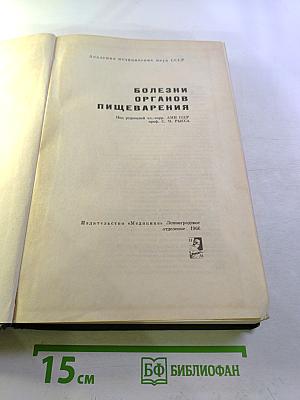 Академия медицинских наук СССР
БОЛЕЗНИ
ОРГАНОВ
ПИЩЕВАРЕНИЯ
Под редакцией чл.-корр. АМН СССР
проф. С. М. РЫССА
Издательство «Медицина» Ленинградское
отделение 1966
15 см
БФ БИБЛИОФАН